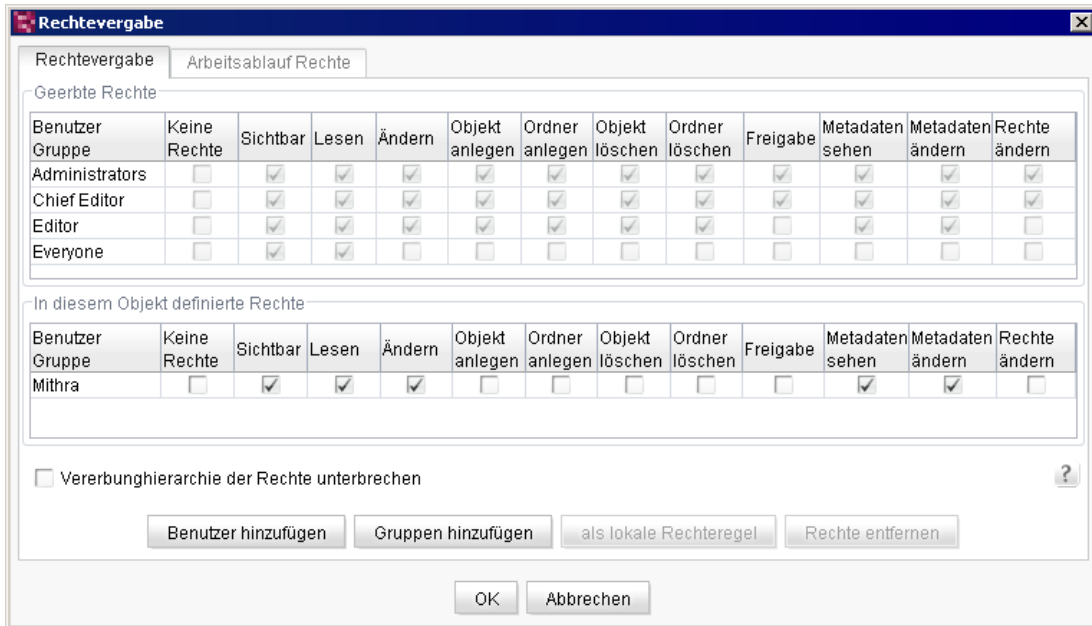 Rechtevergabe
Rechtevergabe Arbeitsablauf Rechte
Geerbte Rechte
Benutzer Gruppe Keine Rechte Sichtbar Lesen Ändern Objekt anlegen Ordner anlegen Objekt löschen Ordner löschen Freigabe Metadaten sehen Metadaten ändern Rechte ändern
Administrators
Chief Editor
Editor
Everyone
In diesem Objekt definierte Rechte
Benutzer Gruppe Keine Rechte Sichtbar Lesen Ändern Objekt anlegen Ordner anlegen Objekt löschen Ordner löschen Freigabe Metadaten sehen Metadaten ändern Rechte ändern
Mithra
Vererbunghierarchie der Rechte unterbrechen ?
Benutzer hinzufügen Gruppen hinzufügen als lokale Rechteregel Rechte entfernen
OK Abbrechen